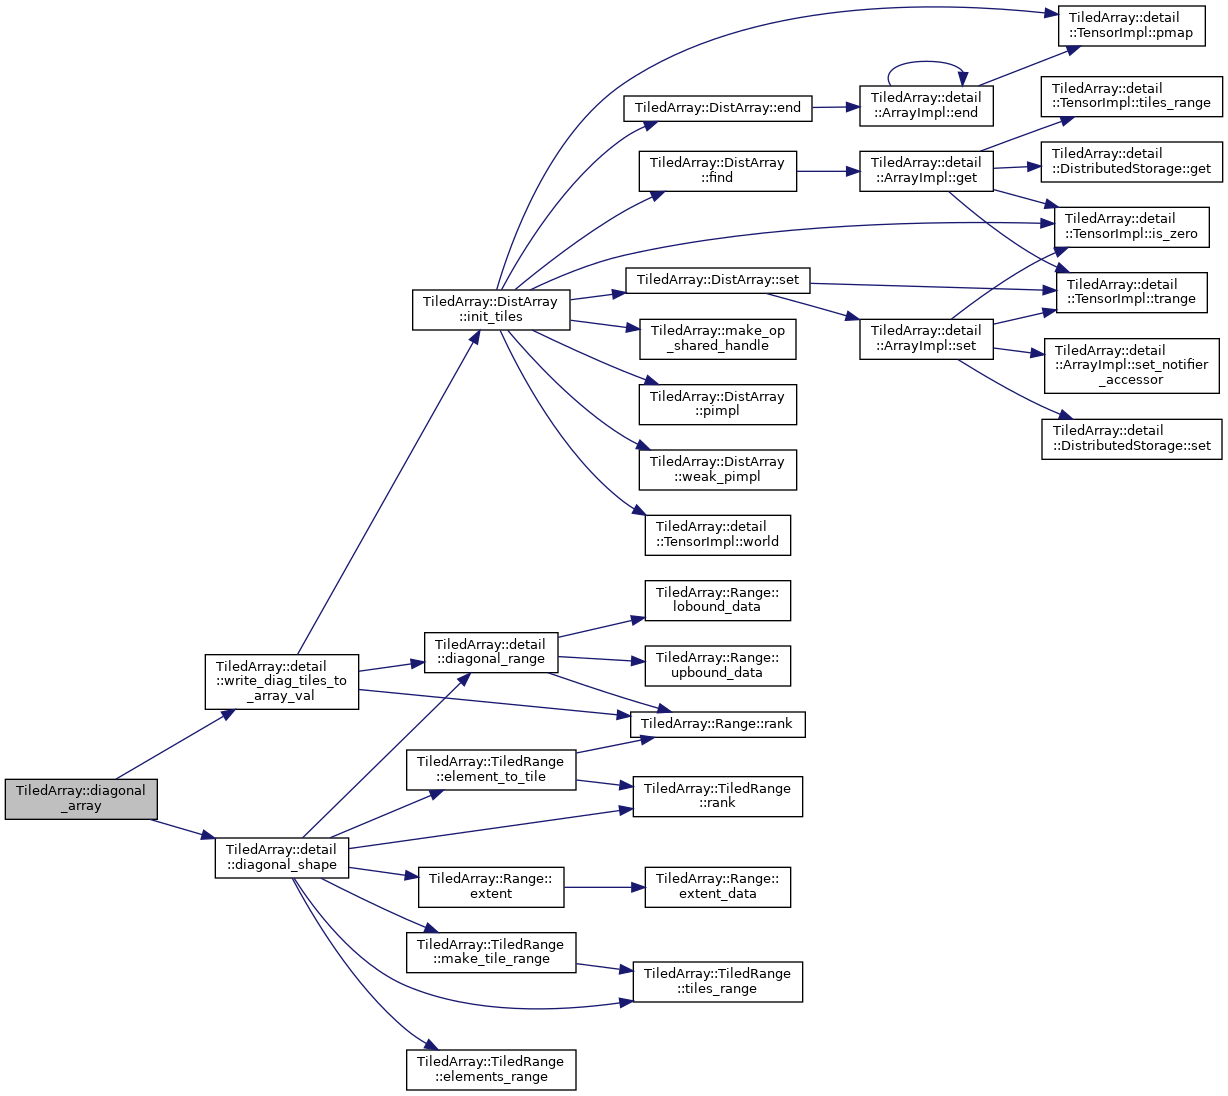 TiledArray::detail
::TensorImpl::pmap
TiledArray::detail
::TensorImpl::tiles_range
TiledArray::DistArray::end
TiledArray::detail
::ArrayImpl::end
TiledArray::detail
::DistributedStorage::get
TiledArray::DistArray
::find
TiledArray::detail
::ArrayImpl::get
TiledArray::detail
::TensorImpl::is_zero
TiledArray::DistArray
::init_tiles
TiledArray::DistArray::set
TiledArray::detail
::TensorImpl::trange
TiledArray::make_op
_shared_handle
TiledArray::detail
::ArrayImpl::set
TiledArray::detail
::ArrayImpl::set_notifier
_accessor
TiledArray::DistArray
::pimpl
TiledArray::detail
::DistributedStorage::set
TiledArray::DistArray
::weak_pimpl
TiledArray::detail
::TensorImpl::world
TiledArray::Range::
lobound_data
TiledArray::detail
::write_diag_tiles_to
_array_val
TiledArray::detail
::diagonal_range
TiledArray::Range::
upbound_data
TiledArray::Range::rank
TiledArray::diagonal
_array
TiledArray::TiledRange
::element_to_tile
TiledArray::TiledRange
::rank
TiledArray::detail
::diagonal_shape
TiledArray::Range::
extent
TiledArray::Range::
extent_data
TiledArray::TiledRange
::make_tile_range
TiledArray::TiledRange
::tiles_range
TiledArray::TiledRange
::elements_range